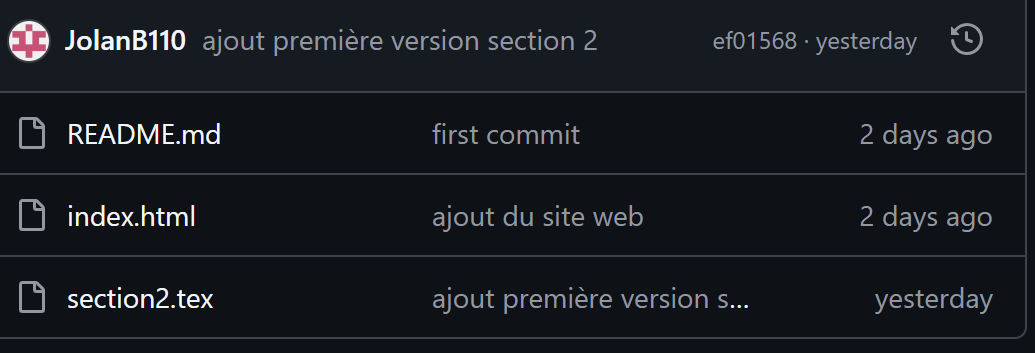 JolanB110 ajout première version section 2 ef01568 · yesterday
README.md first commit 2 days ago
index.html ajout du site web 2 days ago
section2.tex ajout première version s... yesterday